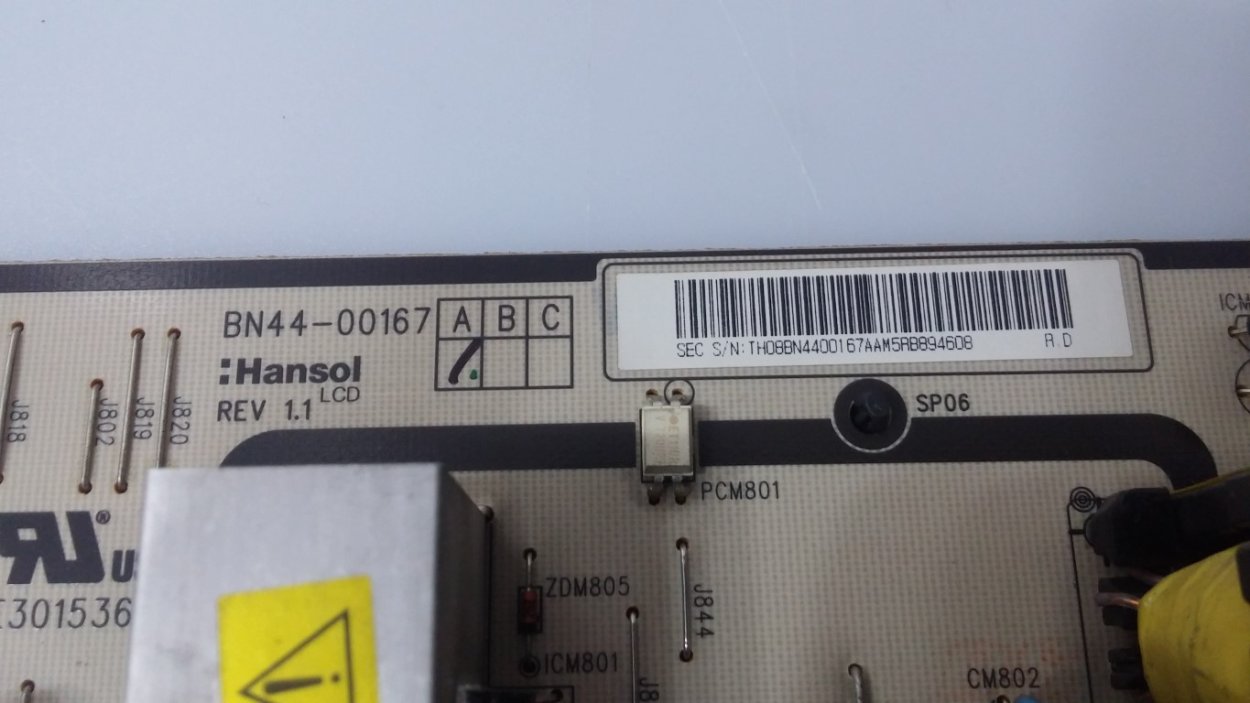 BN44-00167
A B C
Hansol
LCD
REV 1.1
SEC S/N:TH08BN4400167AAM5RB894608 R.D
SP06
PCM801
J818
J802
J819
J820
J844
ZDM805
ICM801
CM802
E301536